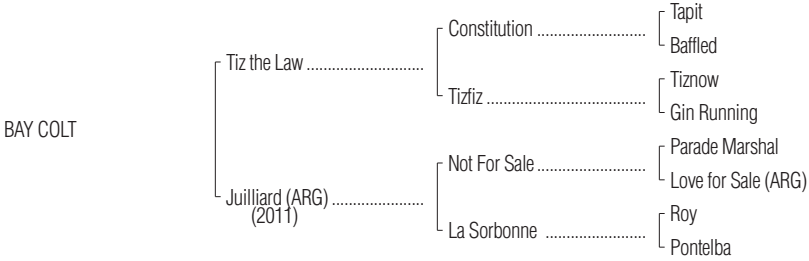 Tapit
Constitution ..........................
Baffled
Tiz the Law ...........................
Tiznow
Tizfiz ......................................
Gin Running
BAY COLT
Parade Marshal
Not For Sale ..........................
Love for Sale (ARG)
Juilliard (ARG) ......................
(2011)
Roy
La Sorbonne ........................
Pontelba